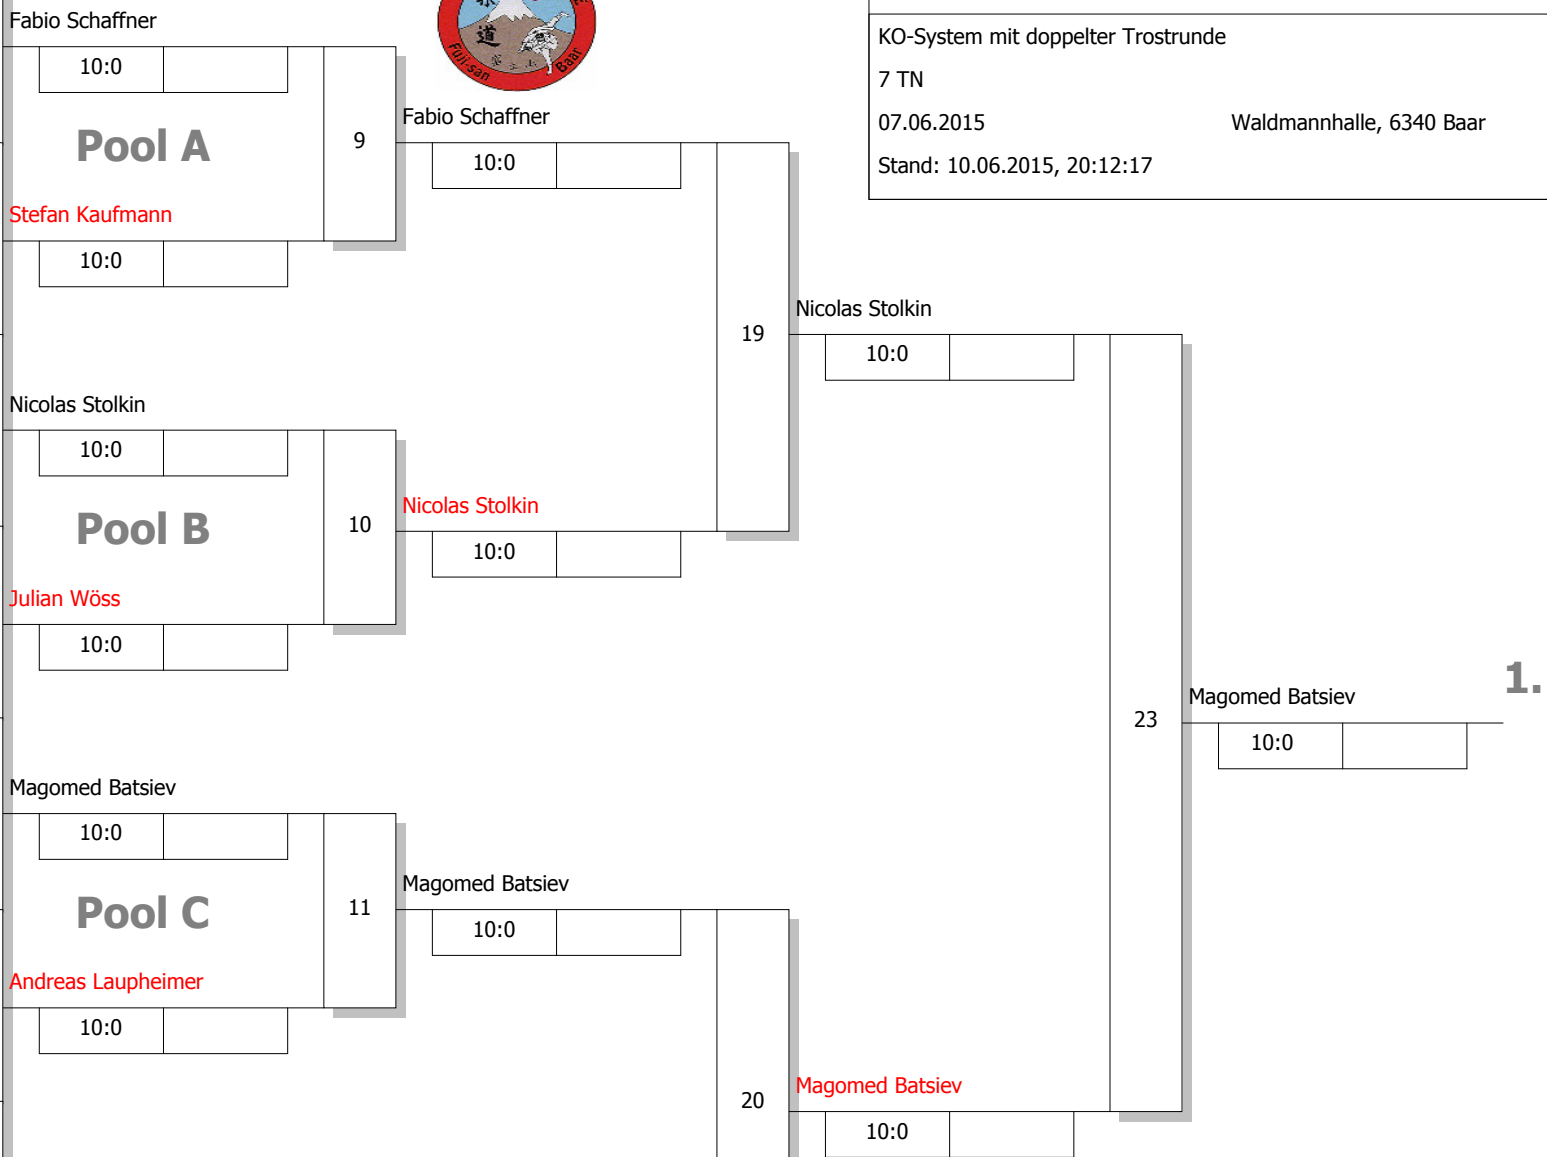 Fabio Schaffner
10:0
Pool A
9
Stefan Kaufmann
10:0
道
Fuji-san Baar
KO-System mit doppelter Trostrunde
7 TN
07.06.2015 Waldmannhalle, 6340 Baar
Stand: 10.06.2015, 20:12:17
Fabio Schaffner
10:0
19
Nicolas Stolkin
10:0
Nicolas Stolkin
10:0
Pool B
10
Nicolas Stolkin
10:0
Julian Wöss
10:0
23
Magomed Batsiev
1.
10:0
Magomed Batsiev
10:0
Pool C
11
Magomed Batsiev
10:0
Andreas Laupheimer
10:0
20
Magomed Batsiev
10:0